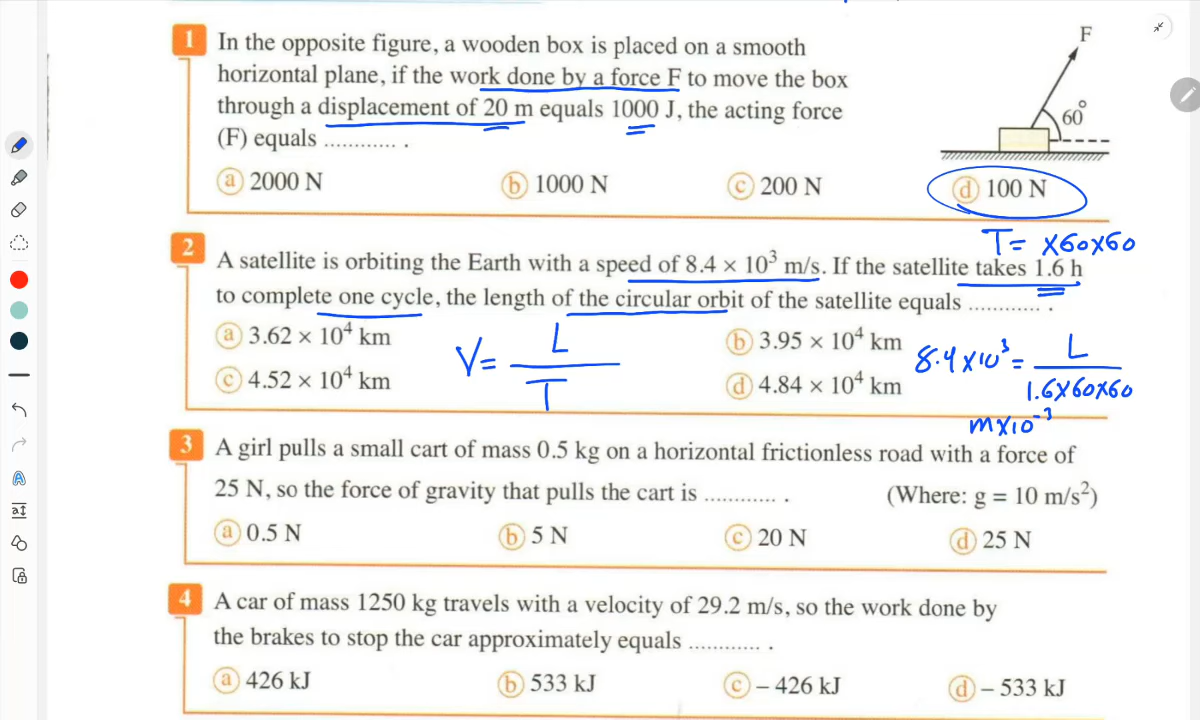 1 In the opposite figure, a wooden box is placed on a smooth
horizontal plane, if the work done by a force F to move the box
through a displacement of 20 m equals 1000 J, the acting force
(F) equals ............ .
F
60°
ⓐ 2000 N ⓑ 1000 N ⓒ 200 N ⓓ 100 N
T= x60x60
2 A satellite is orbiting the Earth with a speed of 8.4 × 10³ m/s. If the satellite takes 1.6 h
to complete one cycle, the length of the circular orbit of the satellite equals ............ .
ⓐ 3.62 × 10⁴ km ⓑ 3.95 × 10⁴ km
ⓒ 4.52 × 10⁴ km ⓓ 4.84 × 10⁴ km
V= L
T
8.4x10³= L
1.6x60x60
mx10⁻³
3 A girl pulls a small cart of mass 0.5 kg on a horizontal frictionless road with a force of
25 N, so the force of gravity that pulls the cart is ............ . (Where: g = 10 m/s²)
ⓐ 0.5 N ⓑ 5 N ⓒ 20 N ⓓ 25 N
4 A car of mass 1250 kg travels with a velocity of 29.2 m/s, so the work done by
the brakes to stop the car approximately equals ............ .
ⓐ 426 kJ ⓑ 533 kJ ⓒ – 426 kJ ⓓ – 533 kJ